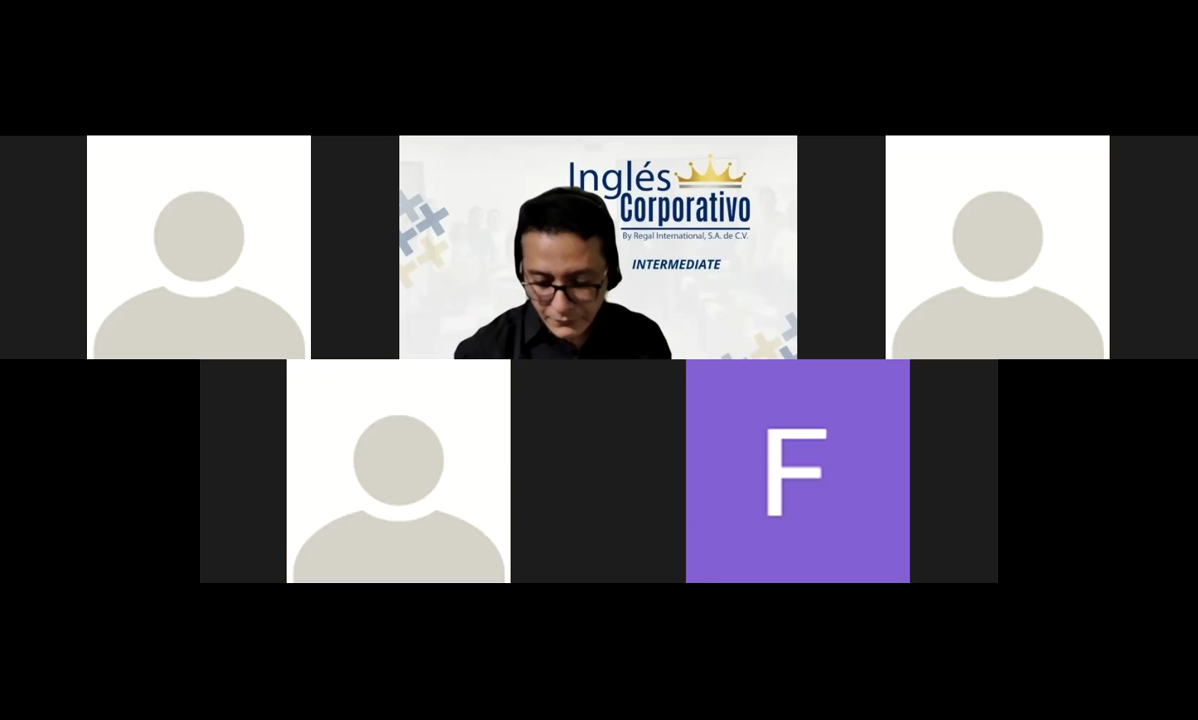 Inglés
Corporativo
By Regal International, S.A. de C.V.
INTERMEDIATE
F